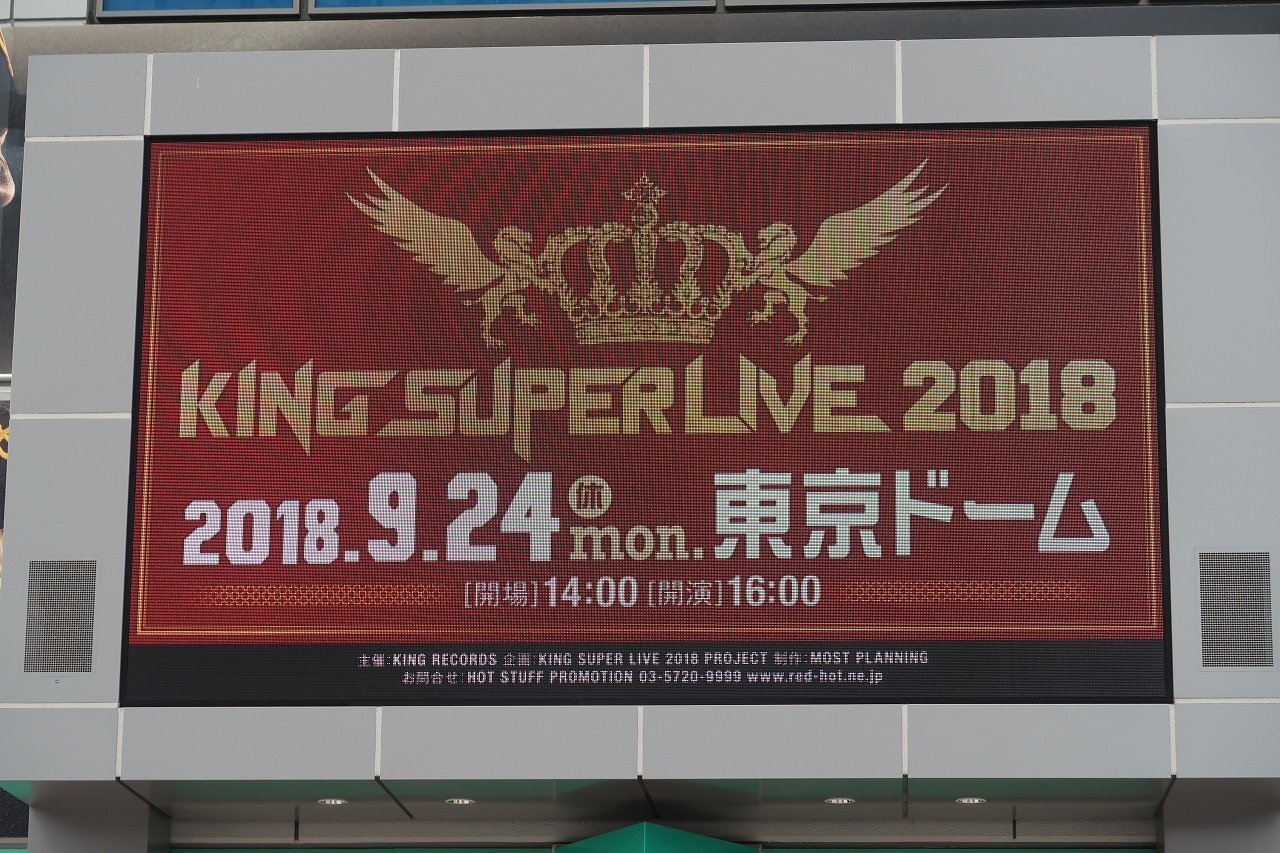 KING SUPER LIVE 2018
2018.9.24 mon. 東京ドーム
[開場]14:00 [開演]16:00
主催:KING RECORDS 企画:KING SUPER LIVE 2018 PROJECT 制作:MOST PLANNING
お問合せ:HOT STUFF PROMOTION 03-5720-9999 www.red-hot.ne.jp